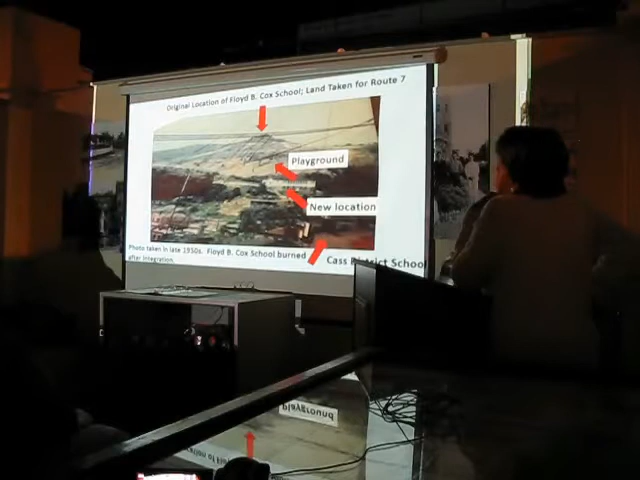 Original Location of Floyd B. Cox School; Land Taken for Route 7
Playground
New location
Photo taken in late 1950s. Floyd B. Cox School burned
after integration.
Cass District School
Playground